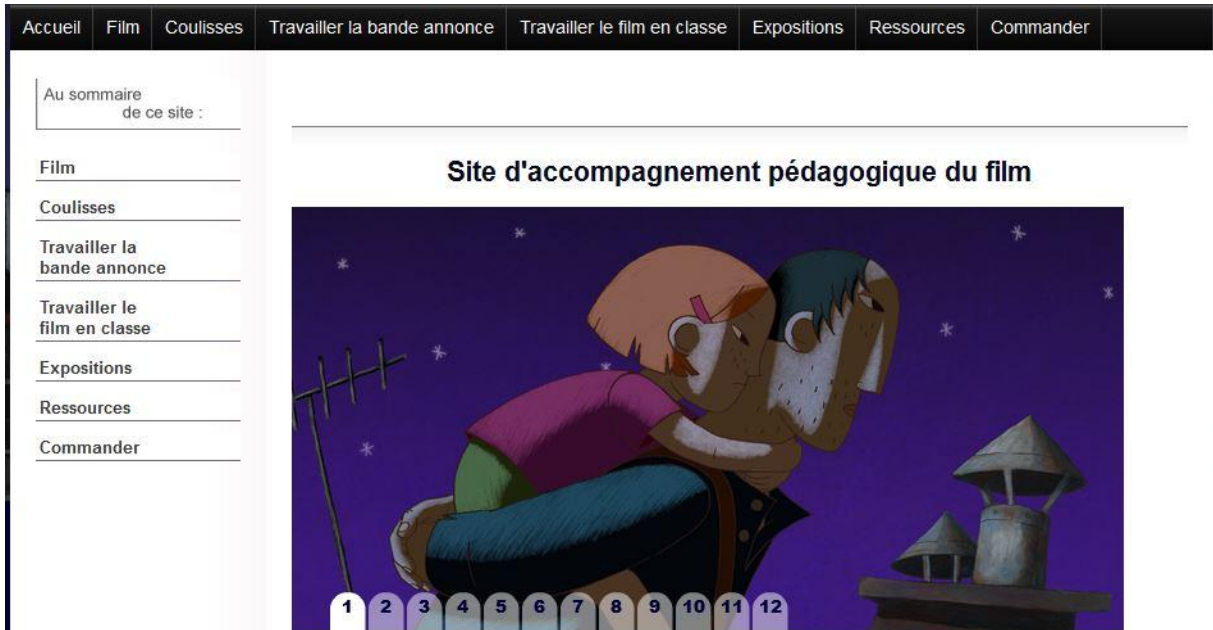 Accueil Film Coulisses Travailler la bande annonce Travailler le film en classe Expositions Ressources Commander
Au sommaire
de ce site :
Film
Coulisses
Travailler la
bande annonce
Travailler le
film en classe
Expositions
Ressources
Commander
Site d'accompagnement pédagogique du film
1 2 3 4 5 6 7 8 9 10 11 12